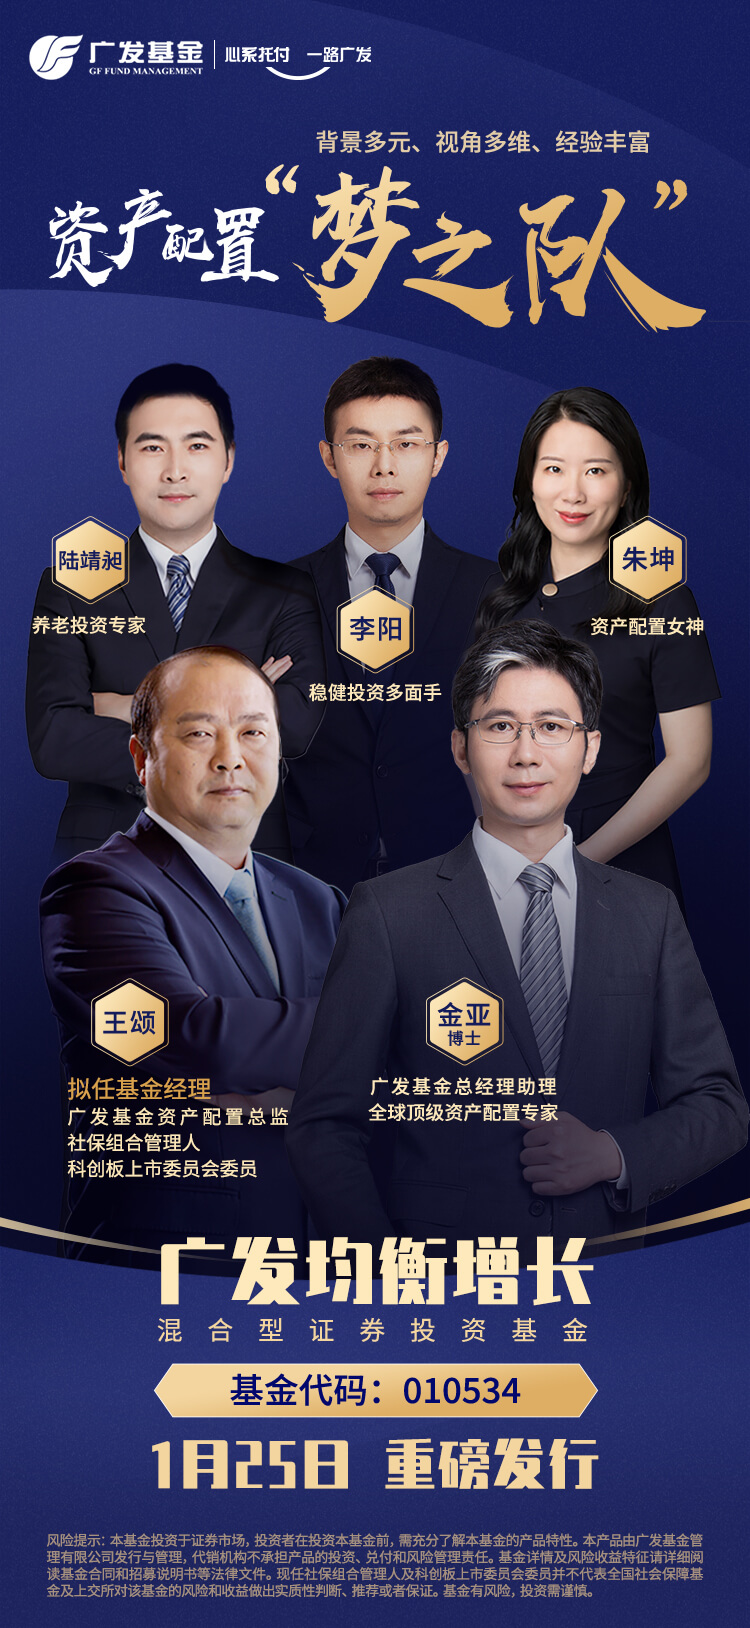 广发基金
GF FUND MANAGEMENT
心系托付 一路广发
背景多元、视角多维、经验丰富
资产配置“梦之队”
陆靖昶
养老投资专家
李阳
稳健投资多面手
朱坤
资产配置女神
王颂
拟任基金经理
广发基金资产配置总监
社保组合管理人
科创板上市委员会委员
金亚
博士
广发基金总经理助理
全球顶级资产配置专家
广发均衡增长
混合型证券投资基金
基金代码：010534
1月25日 重磅发行
风险提示：本基金投资于证券市场，投资者在投资本基金前，需充分了解本基金的产品特性。本产品由广发基金管
理有限公司发行与管理，代销机构不承担产品的投资、兑付和风险管理责任。基金详情及风险收益特征请详细阅
读基金合同和招募说明书等法律文件。现任社保组合管理人及科创板上市委员会委员并不代表全国社会保障基
金及上交所对该基金的风险和收益做出实质性判断、推荐或者保证。基金有风险，投资需谨慎。